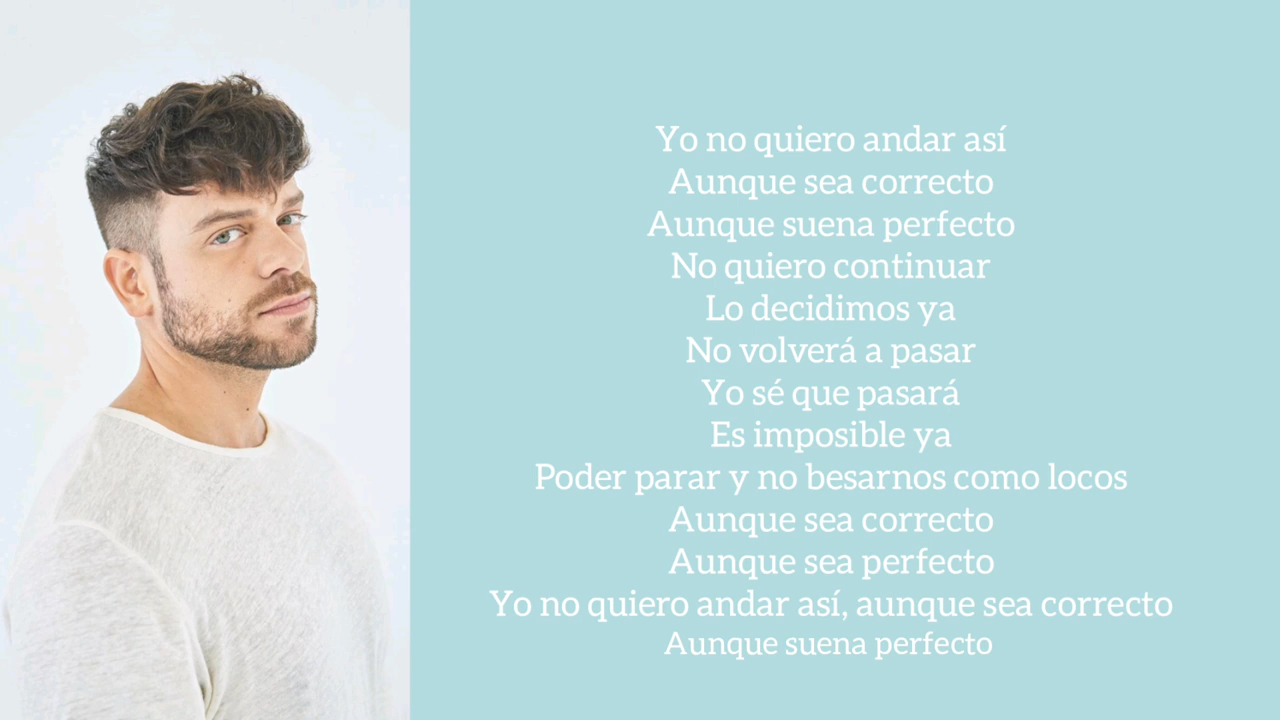 Yo no quiero andar así
Aunque sea correcto
Aunque suena perfecto
No quiero continuar
Lo decidimos ya
No volverá a pasar
Yo sé que pasará
Es imposible ya
Poder parar y no besarnos como locos
Aunque sea correcto
Aunque sea perfecto
Yo no quiero andar así, aunque sea correcto
Aunque suena perfecto